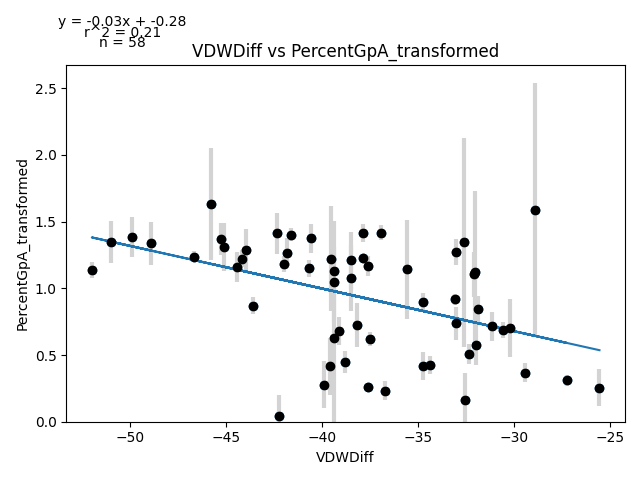 y = -0.03x + -0.28
r^2 = 0.21
n = 58
VDWDiff vs PercentGpA_transformed
PercentGpA_transformed
2.5
2.0
1.5
1.0
0.5
0.0
−50
−45
−40
−35
−30
−25
VDWDiff